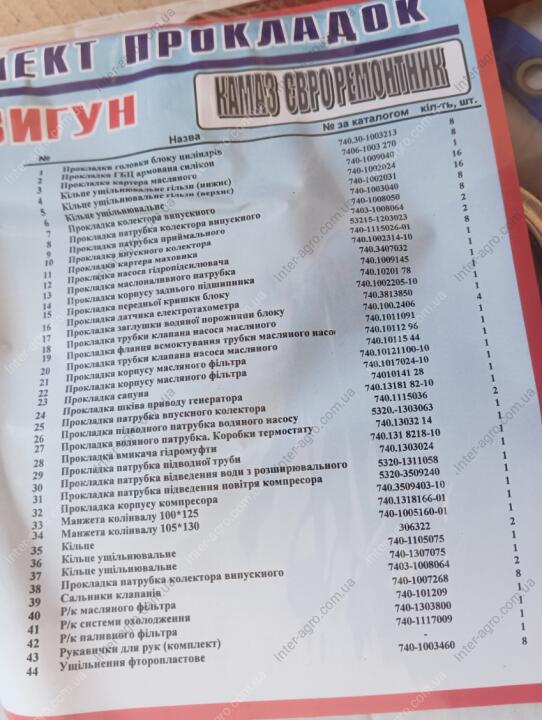 ЛЕКТ ПРОКЛАДОК
ВИГУН
КАМАЗ ЄВРОРЕМОНТНИК
№ Назва № за каталогом кіл-ть, шт.
1 Прокладка головки блоку циліндрів 740.30-1003213 8
2 Прокладка ГБЦ армована силікон 7406-1003 270 8
3 Прокладка картера масляного 740-1009040 1
4 Кільце ущільнювальне гільзи (нижнє) 740-1002024 16
5 Кільце ущільнювальне гільзи (верхнє) 740-1002031 16
6 Кільце ущільнювальне 740-1003040 8
7 Прокладка колектора випускного 740-1008050 8
8 Прокладка патрубка колектора випускного 7403-1008064 2
9 Прокладка патрубка приймального 53215-1203023 2
10 Прокладка впускного колектора 740-1115026-01 8
11 Прокладка картера маховика 740.1002314-10 1
12 Прокладка насоса гідропідсилювача 740.3407032 1
13 Прокладка маслоналивного патрубка 740.1009145 1
14 Прокладка корпусу заднього підшипника 740.10201 78 1
15 Прокладка передньої кришки блоку 740.1002205-10 1
16 Прокладка датчика електротахометра 740.3813850 1
17 Прокладка заглушки водяної порожнини блоку 740.100.2406 4
18 Прокладка трубки клапана насоса масляного 740.1011091 1
19 Прокладка фланця всмоктування трубки масляного насо 740.10112 96 1
20 Прокладка трубки клапана насоса масляного 740.10115 44 1
21 Прокладка корпусу масляного фільтра 740.10121100-10 1
22 Прокладка корпусу масляного фільтра 740.1017024-10 1
23 Прокладка сапуна 74010141 28 1
24 Прокладка шківа приводу генератора 740.13181 82-10 1
25 Прокладка патрубка впускного колектора 740.1115036 2
26 Прокладка підводного патрубка водяного насосу 5320.-1303063 1
27 Прокладка водяного патрубка. Коробки термостату 740.13032 14 1
28 Прокладка вмикача гідромуфти 740.131 8218-10 1
29 Прокладка патрубка підводної труби 740.1303024 1
30 Прокладка патрубка відведення води з розширювального 5320-1311058 1
31 Прокладка патрубка підведення повітря компресора 5320-3509240 1
32 Прокладка корпусу компресора 740.3509403-10 1
33 Манжета колінвалу 100*125 740.1318166-01 1
34 Манжета колінвалу 105*130 740-1005160-01 1
35 Кільце 306322 2
36 Кільце ущільнювальне 740-1105075 1
37 Кільце ущільнювальне 740-1307075 1
38 Прокладка патрубка колектора випускного 7403-1008064 2
39 Сальники клапанів 740-1007268 8
40 Р/к масляного фільтра 740-101209 1
41 Р/к системи охолодження 740-1303800 1
42 Р/к паливного фільтра 740-1117009 1
43 Рукавички для рук (комплект) - 1
44 Ущільнення фторопластове 740-1003460 8
Inter-agro.com.ua